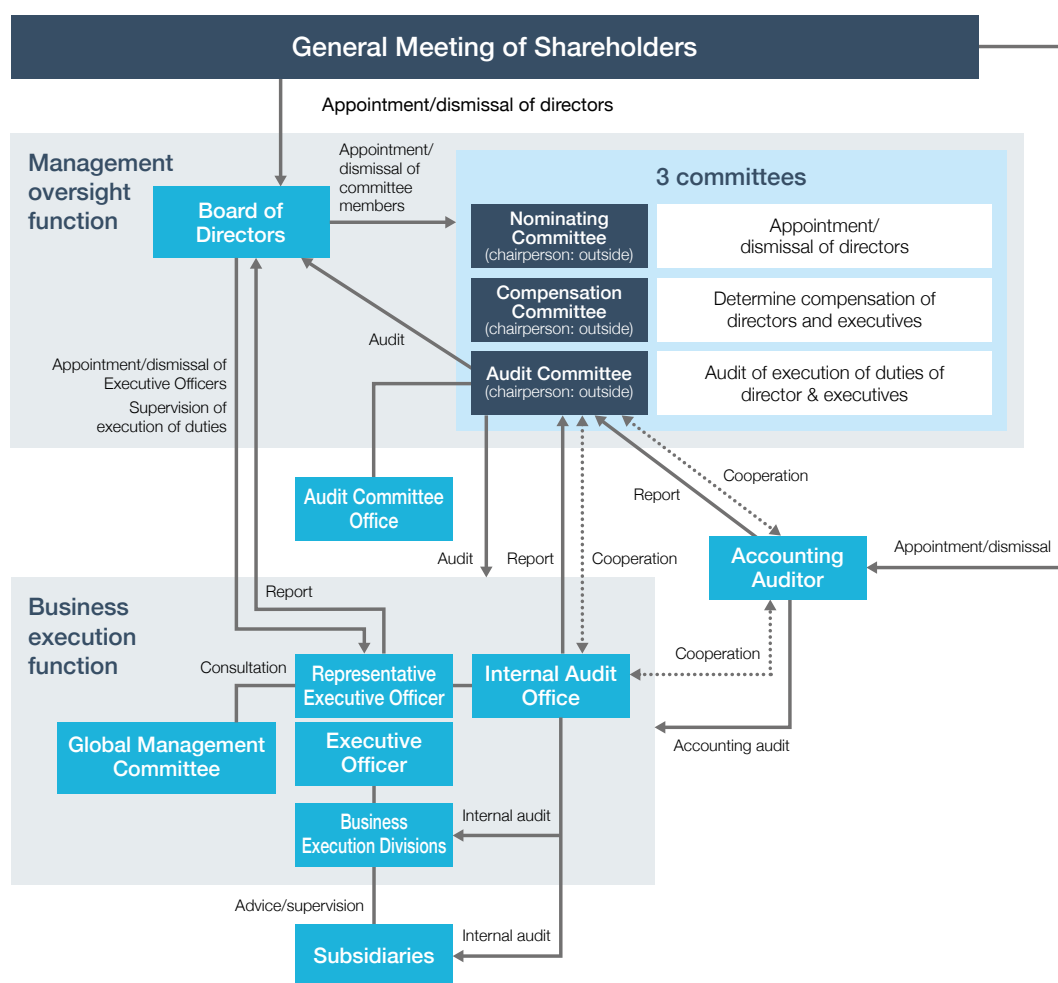 General Meeting of Shareholders
Appointment/dismissal of directors
Management
oversight
function
Appointment/
dismissal of
committee
members
3 committees
Board of
Directors
Nominating
Committee
(chairperson: outside)
Appointment/
dismissal of directors
Compensation
Committee
(chairperson: outside)
Determine compensation of
directors and executives
Audit
Audit Committee
(chairperson: outside)
Audit of execution of duties of
director & executives
Appointment/dismissal of
Executive Officers
Supervision of
execution of duties
Audit Committee
Office
Cooperation
Report
Audit
Report
Cooperation
Accounting
Auditor
Appointment/dismissal
Business
execution
function
Report
Consultation
Representative
Executive Officer
Internal Audit
Office
Cooperation
Global Management
Committee
Executive
Officer
Accounting audit
Business
Execution Divisions
Internal audit
Advice/supervision
Subsidiaries
Internal audit